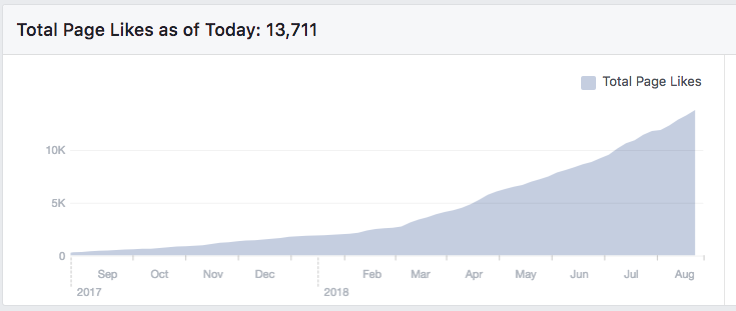 Total Page Likes as of Today: 13,711
Total Page Likes
10K
5K
0
Sep Oct Nov Dec Feb Mar Apr May Jun Jul Aug
2017 2018